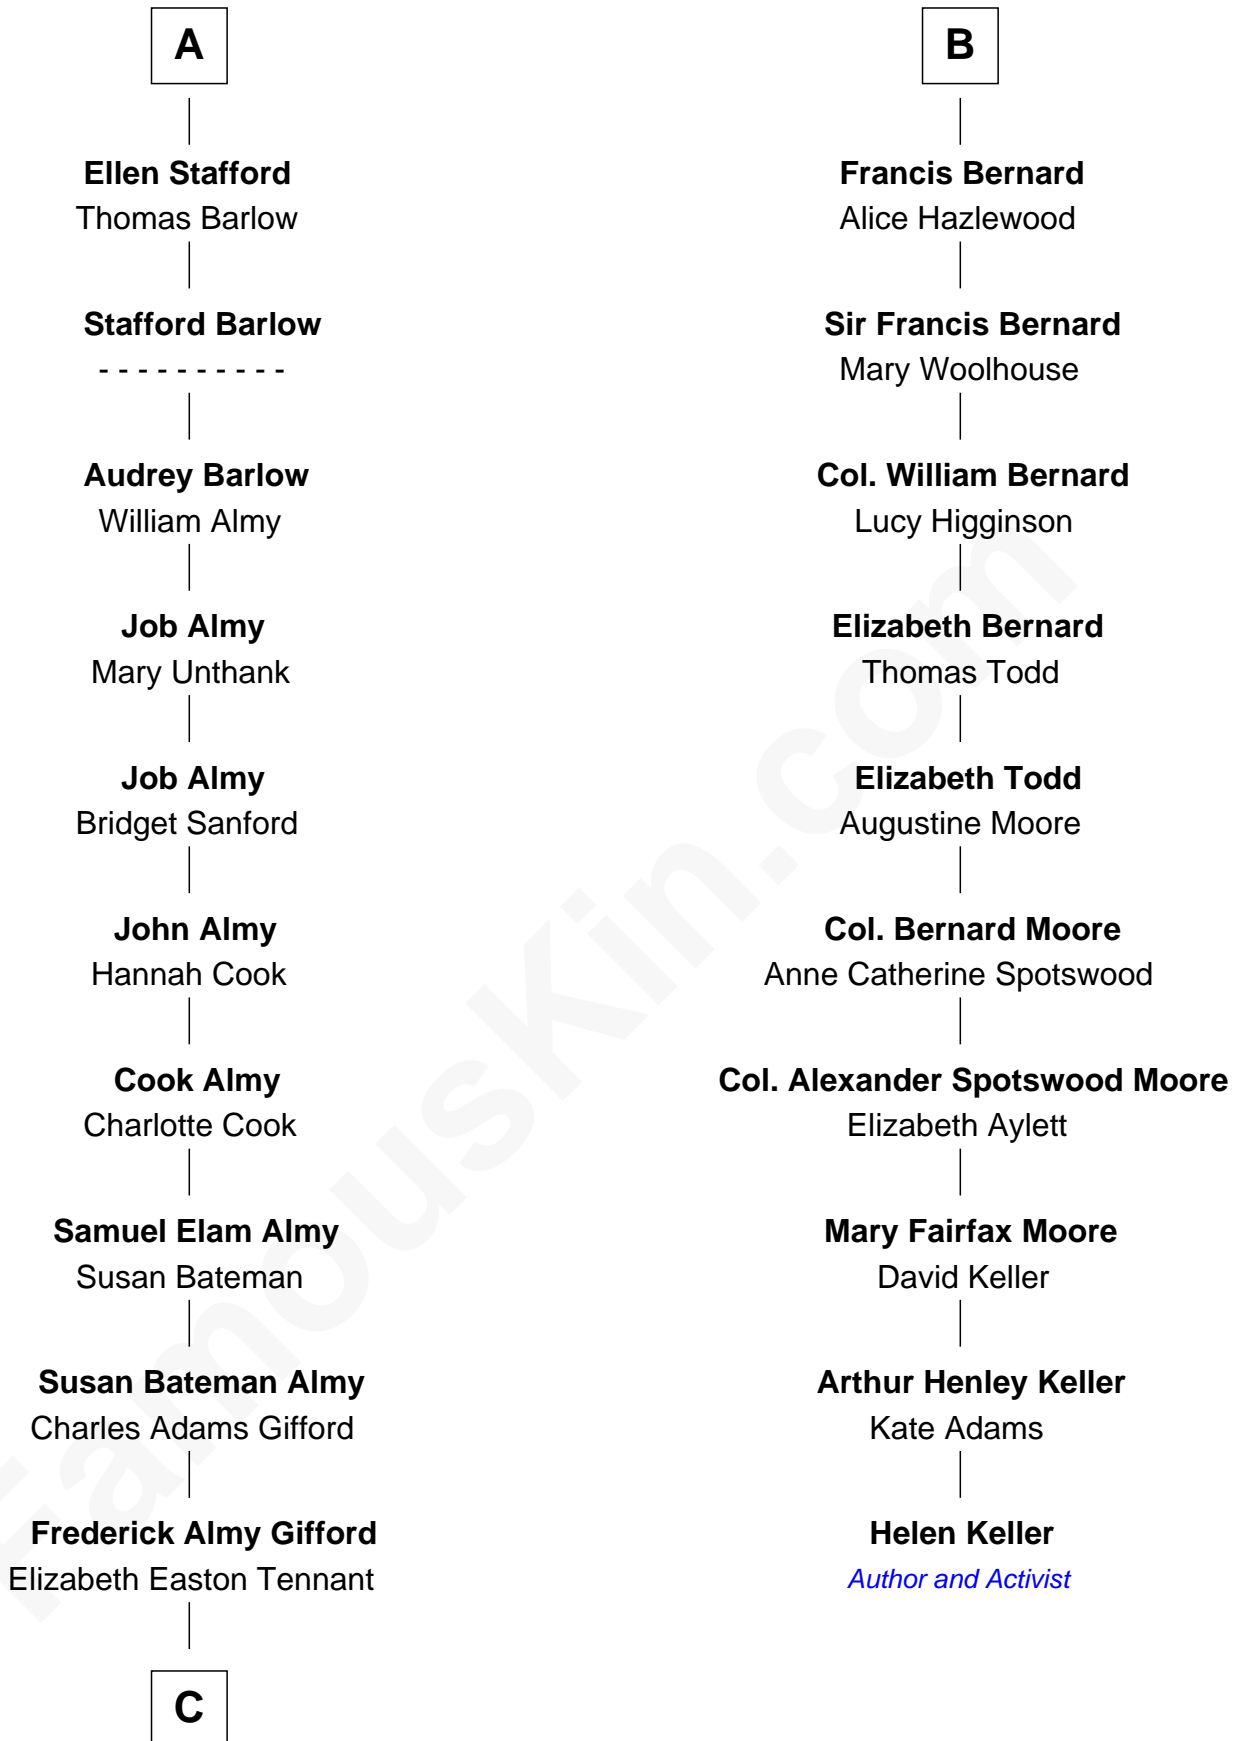 A
Ellen Stafford
Thomas Barlow
Stafford Barlow
- - - - - - - - - -
Audrey Barlow
William Almy
Job Almy
Mary Unthank
Job Almy
Bridget Sanford
John Almy
Hannah Cook
Cook Almy
Charlotte Cook
Samuel Elam Almy
Susan Bateman
Susan Bateman Almy
Charles Adams Gifford
Frederick Almy Gifford
Elizabeth Easton Tennant
C
B
Francis Bernard
Alice Hazlewood
Sir Francis Bernard
Mary Woolhouse
Col. William Bernard
Lucy Higginson
Elizabeth Bernard
Thomas Todd
Elizabeth Todd
Augustine Moore
Col. Bernard Moore
Anne Catherine Spotswood
Col. Alexander Spotswood Moore
Elizabeth Aylett
Mary Fairfax Moore
David Keller
Arthur Henley Keller
Kate Adams
Helen Keller
Author and Activist
FamousKin.com